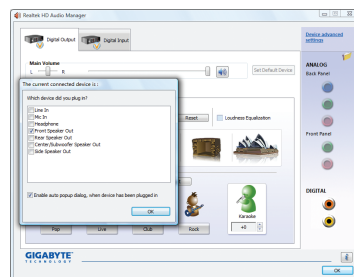 Realtek HD Audio Manager
Digital Output
Digital Input
Device advanced
settings
Main Volume
L
R
Set Default Device
ANALOG
Back Panel
The current connected device is :
Which device did you plug in?
Line In
Mic In
Headphone
Front Speaker Out
Rear Speaker Out
Center/Subwoofer Speaker Out
Side Speaker Out
Enable auto popup dialog, when device has been plugged in
OK
Reset
Loudness Equalization
Front Panel
DIGITAL
Karaoke
+0
Pop
Live
Club
Rock
GIGABYTE
TECHNOLOGY
i
OK